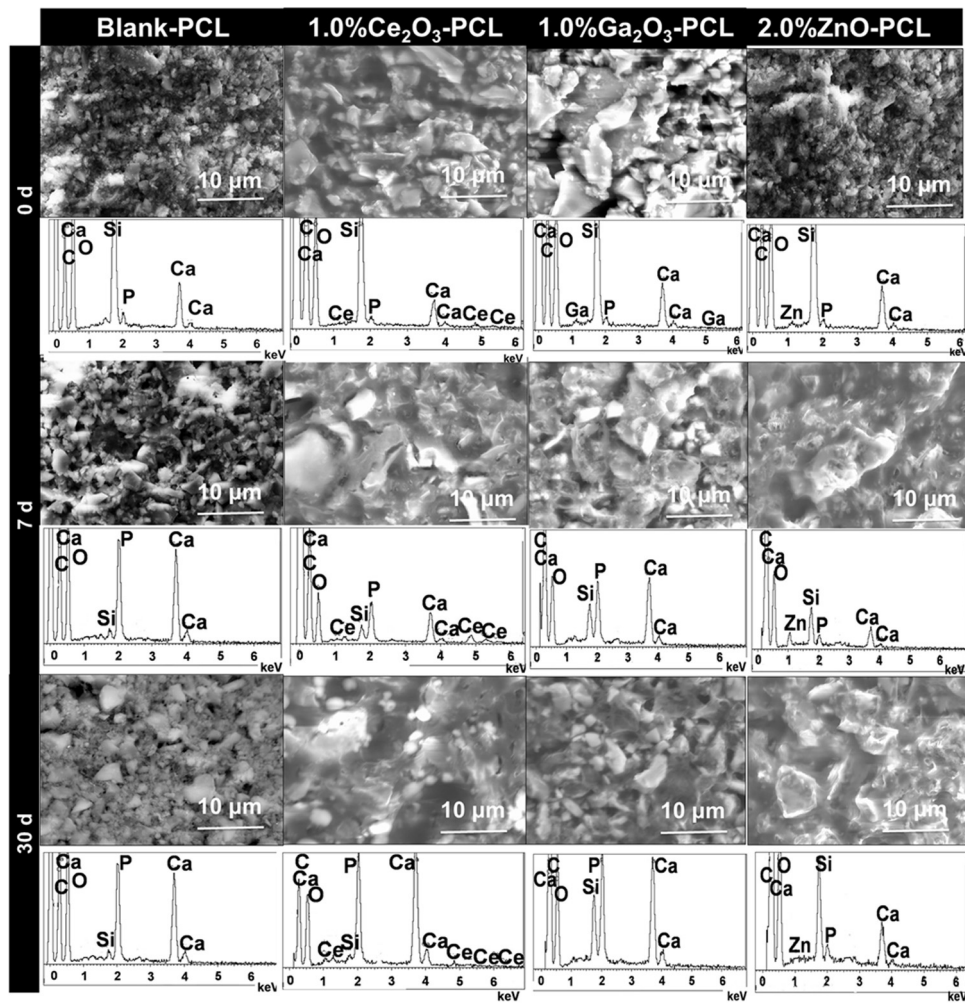 Blank-PCL 1.0%Ce₂O₃-PCL 1.0%Ga₂O₃-PCL 2.0%ZnO-PCL
0 d
10 µm 10 µm 10 µm 10 µm
Ca C O Si P Ca Ca
0 1 2 3 4 5 6
keV
C Ca O Si Ce P Ca Ca Ce Ce
0 1 2 3 4 5 6
keV
Ca C O Si Ga P Ca Ca Ga
0 1 2 3 4 5 6
keV
Ca C O Si Zn P Ca Ca
0 1 2 3 4 5 6
keV
7 d
10 µm 10 µm 10 µm 10 µm
Ca C O Si P Ca Ca
0 1 2 3 4 5 6
keV
Ca C O Ce Si P Ca Ca Ce Ce
0 1 2 3 4 5 6
keV
C Ca O Si P Ca Ca
0 1 2 3 4 5 6
keV
C Ca O Zn Si P Ca Ca
0 1 2 3 4 5 6
keV
30 d
10 µm 10 µm 10 µm 10 µm
Ca C O Si P Ca Ca
0 1 2 3 4 5 6
keV
C Ca O Ce Si P Ca Ca Ce Ce Ce
0 1 2 3 4 5 6
keV
C Ca O Si P Ca Ca
0 1 2 3 4 5 6
keV
C O Ca Zn Si P Ca Ca
0 1 2 3 4 5 6
keV